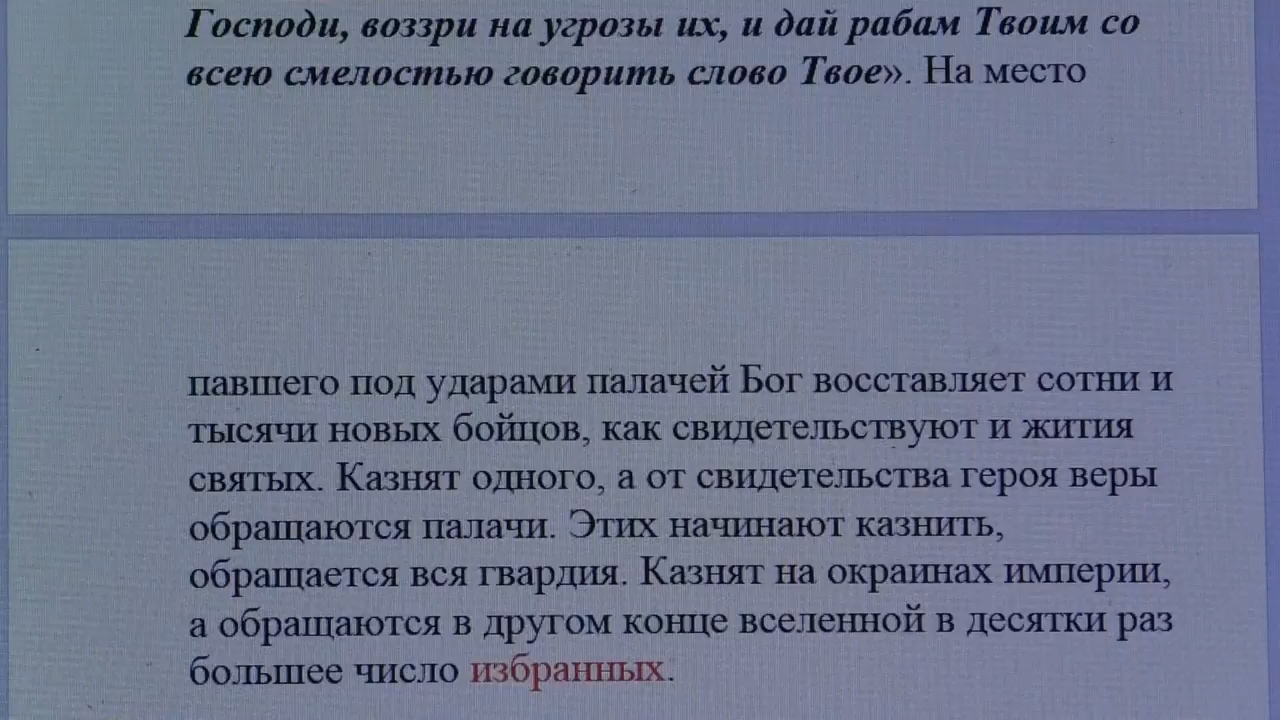 Господи, воззри на угрозы их, и дай рабам Твоим со
всею смелостью говорить слово Твое». На место
павшего под ударами палачей Бог восставляет сотни и
тысячи новых бойцов, как свидетельствуют и жития
святых. Казнят одного, а от свидетельства героя веры
обращаются палачи. Этих начинают казнить,
обращается вся гвардия. Казнят на окраинах империи,
а обращаются в другом конце вселенной в десятки раз
большее число избранных.